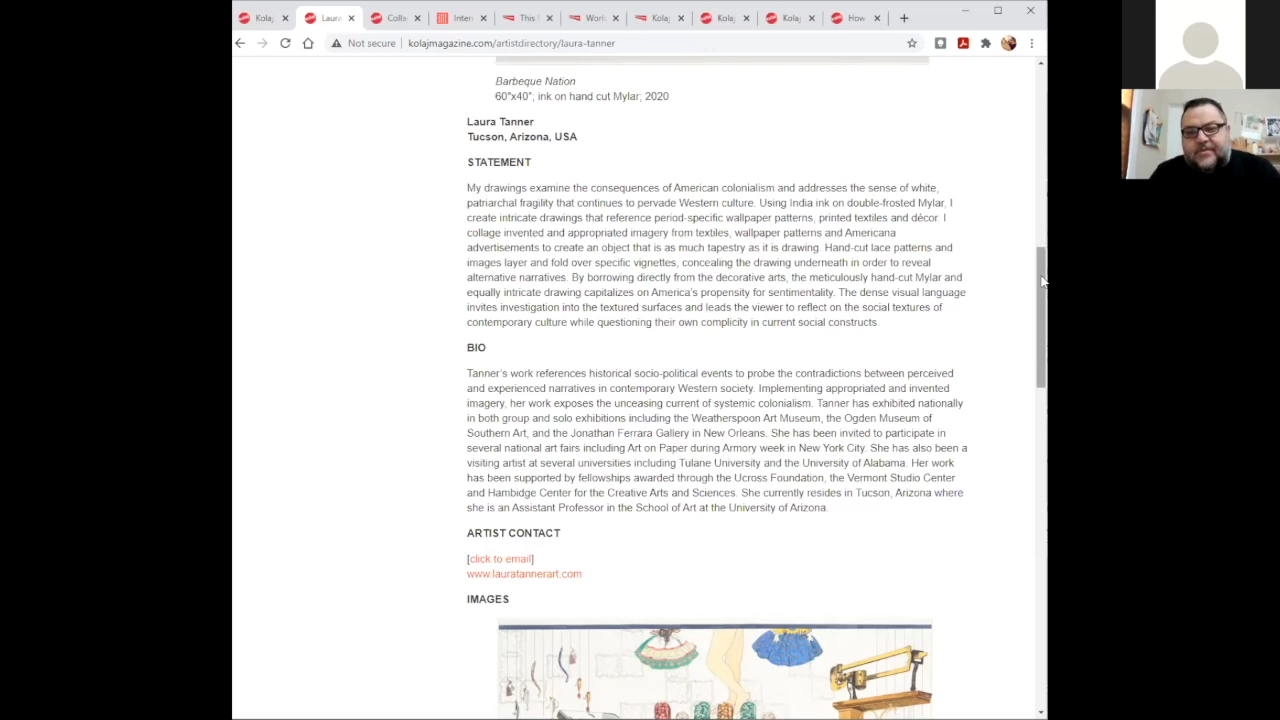 Kolaj
Laura
Colla
Inter
This
World
Kolaj
Kolaj
Kolaj
How
Not secure
kolajmagazine.com/artistdirectory/laura-tanner
Barbeque Nation
60"x40"; ink on hand cut Mylar; 2020
Laura Tanner
Tucson, Arizona, USA
STATEMENT
My drawings examine the consequences of American colonialism and addresses the sense of white,
patriarchal fragility that continues to pervade Western culture. Using India ink on double-frosted Mylar, I
create intricate drawings that reference period-specific wallpaper patterns, printed textiles and décor. I
collage invented and appropriated imagery from textiles, wallpaper patterns and Americana
advertisements to create an object that is as much tapestry as it is drawing. Hand-cut lace patterns and
images layer and fold over specific vignettes, concealing the drawing underneath in order to reveal
alternative narratives. By borrowing directly from the decorative arts, the meticulously hand-cut Mylar and
equally intricate drawing capitalizes on America's propensity for sentimentality. The dense visual language
invites investigation into the textured surfaces and leads the viewer to reflect on the social textures of
contemporary culture while questioning their own complicity in current social constructs.
BIO
Tanner's work references historical socio-political events to probe the contradictions between perceived
and experienced narratives in contemporary Western society. Implementing appropriated and invented
imagery, her work exposes the unceasing current of systemic colonialism. Tanner has exhibited nationally
in both group and solo exhibitions including the Weatherspoon Art Museum, the Ogden Museum of
Southern Art, and the Jonathan Ferrara Gallery in New Orleans. She has been invited to participate in
several national art fairs including Art on Paper during Armory week in New York City. She has also been a
visiting artist at several universities including Tulane University and the University of Alabama. Her work
has been supported by fellowships awarded through the Ucross Foundation, the Vermont Studio Center
and Hambidge Center for the Creative Arts and Sciences. She currently resides in Tucson, Arizona where
she is an Assistant Professor in the School of Art at the University of Arizona.
ARTIST CONTACT
[click to email]
www.lauratannerart.com
IMAGES